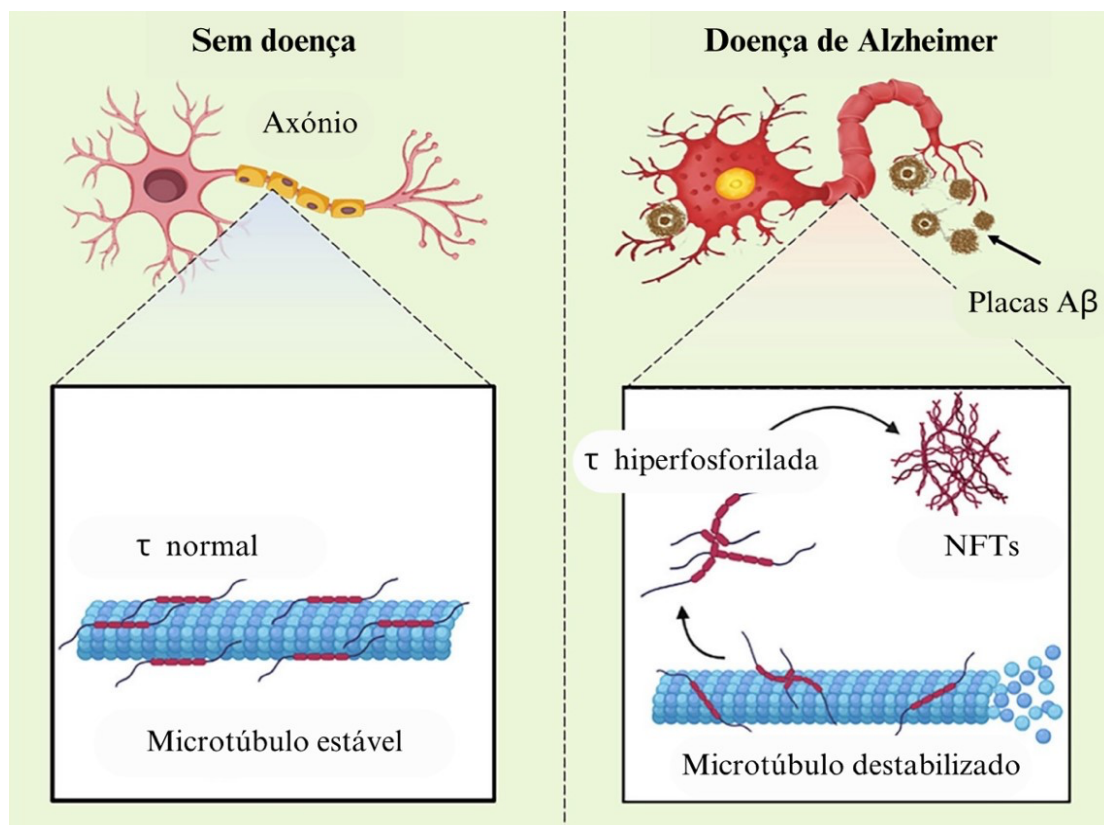 Sem doença
Axónio
τ normal
Microtúbulo estável
Doença de Alzheimer
Placas Aβ
τ hiperfosforilada
NFTs
Microtúbulo destabilizado